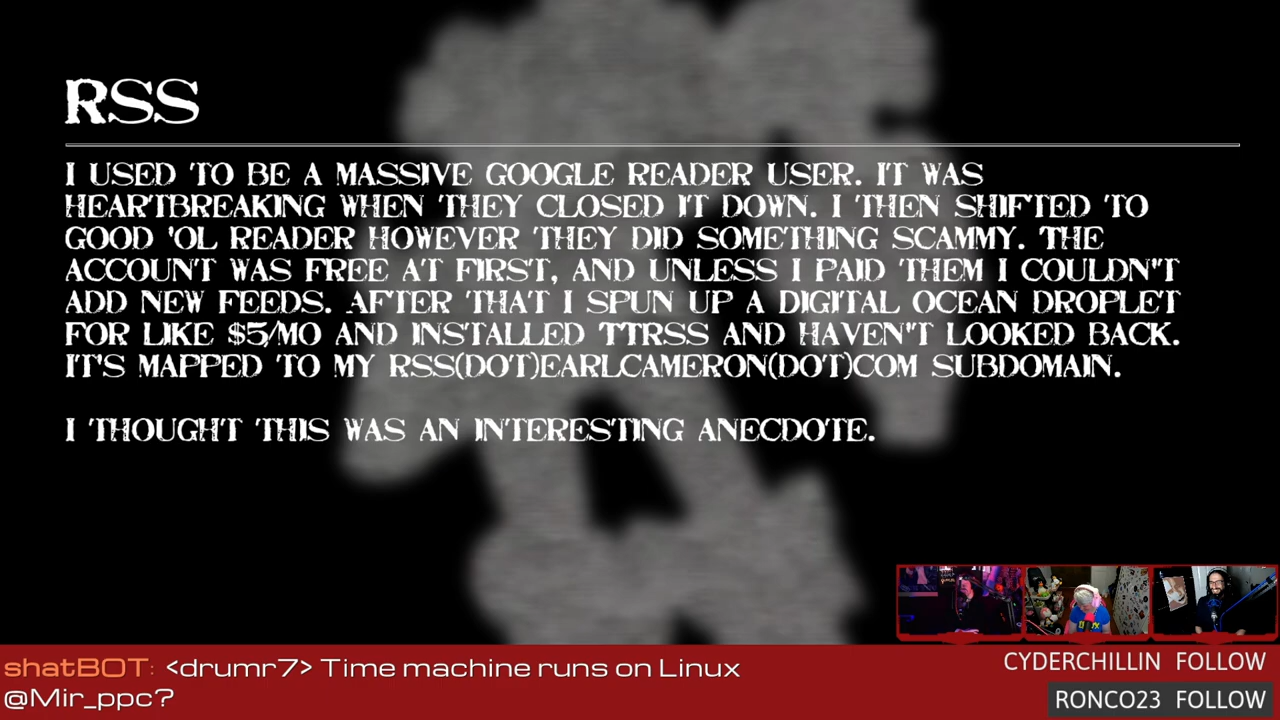 RSS
I USED TO BE A MASSIVE GOOGLE READER USER. IT WAS
HEARTBREAKING WHEN THEY CLOSED IT DOWN. I THEN SHIFTED TO
GOOD 'OL READER HOWEVER THEY DID SOMETHING SCAMMY. THE
ACCOUNT WAS FREE AT FIRST, AND UNLESS I PAID THEM I COULDN"T
ADD NEW FEEDS. AFTER THAT I SPUN UP A DIGITAL OCEAN DROPLET
FOR LIKE $5/MO AND INSTALLED TTRSS AND HAVEN"T LOOKED BACK.
IT'S MAPPED TO MY RSS(DOT)EARLCAMERON(DOT)COM SUBDOMAIN.
I THOUGHT THIS WAS AN INTERESTING ANECDOTE.
shatBOT: <drumr7> Time machine runs on Linux
@Mir_ppc?
CYDERCHILLIN FOLLOW
RONCO23 FOLLOW